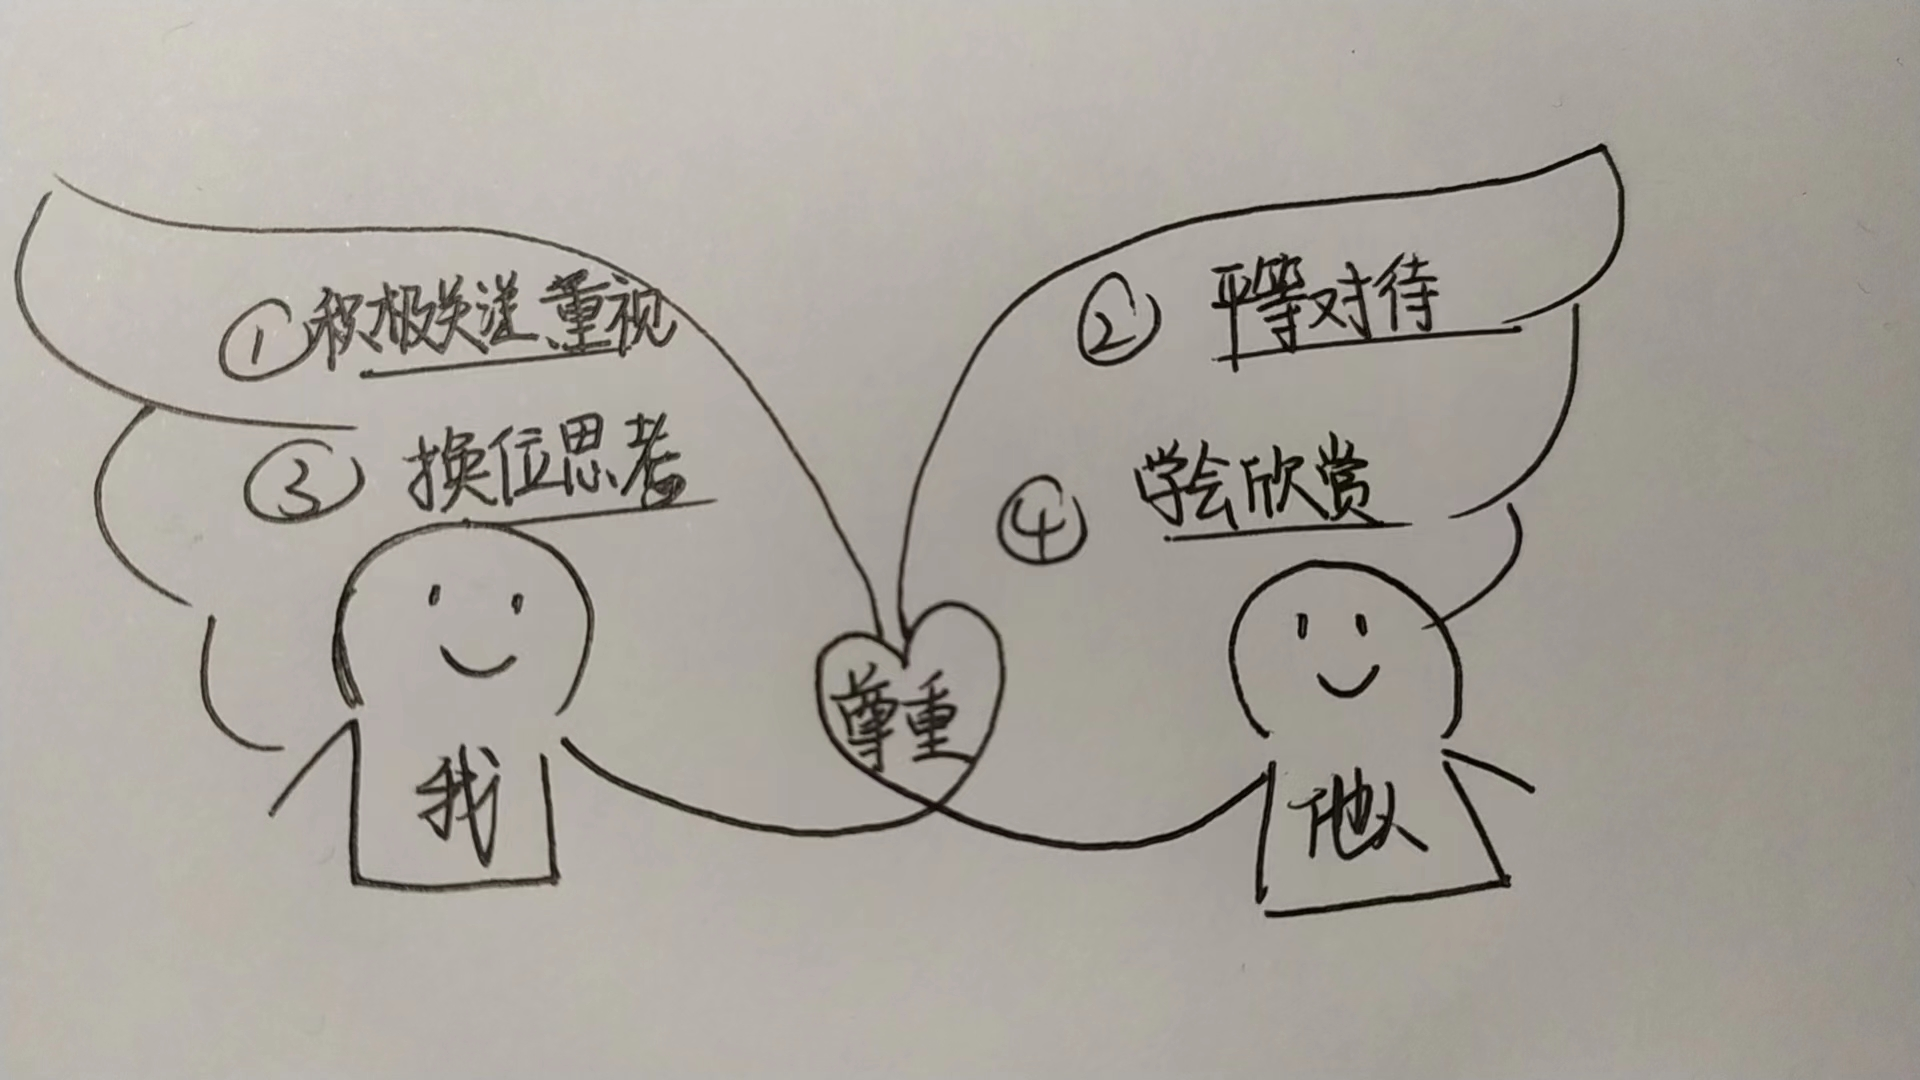 ①积极关注、重视
② 平等对待
③ 换位思考
④ 学会欣赏
尊重
我
他人